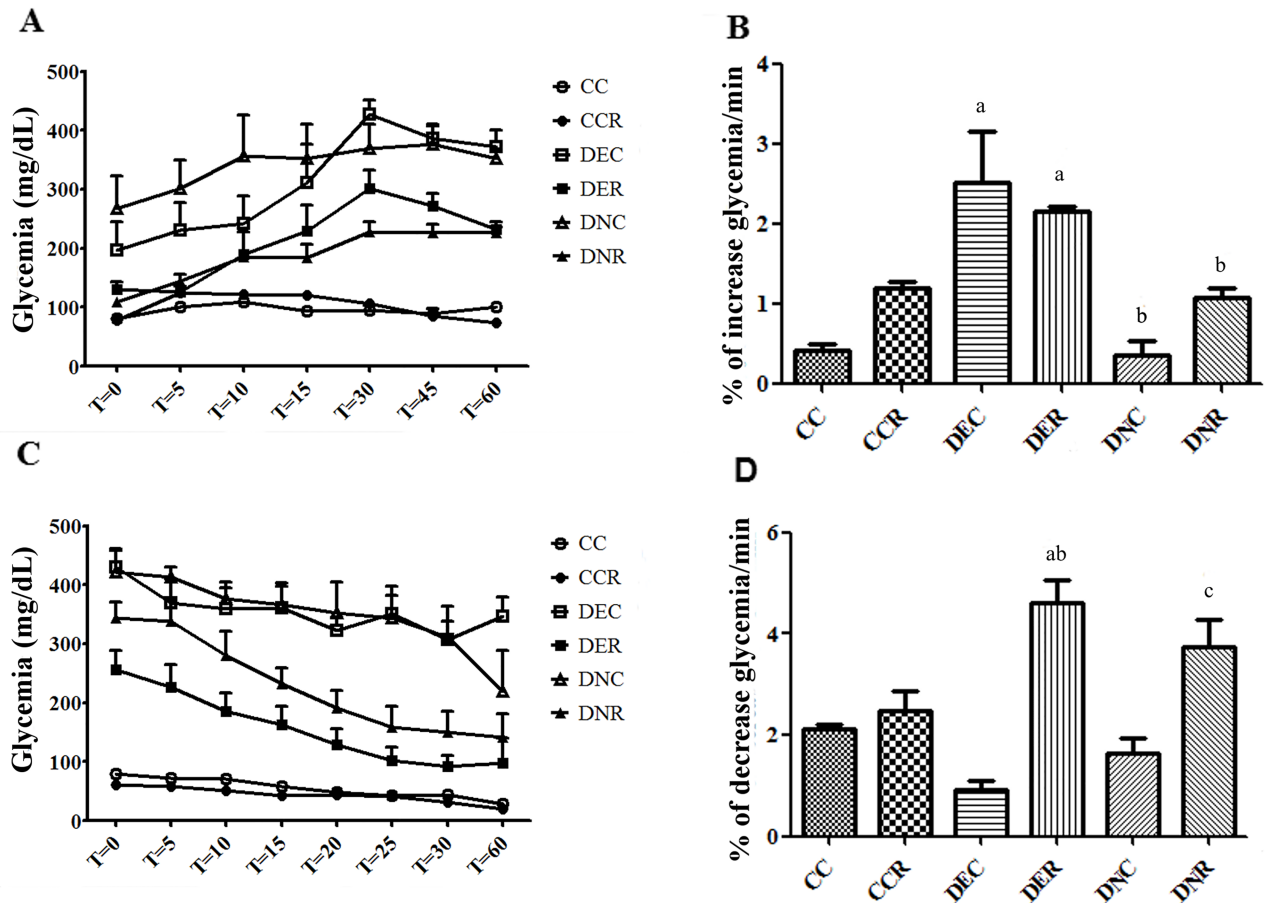 A
Glycemia (mg/dL)
500
400
300
200
100
0
T=0 T=5 T=10 T=15 T=30 T=45 T=60
CC
CCR
DEC
DER
DNC
DNR
B
% of increase glycemia/min
4
3
2
1
0
a
a
b
b
CC CCR DEC DER DNC DNR
C
Glycemia (mg/dL)
500
400
300
200
100
0
T=0 T=5 T=10 T=15 T=20 T=25 T=30 T=60
CC
CCR
DEC
DER
DNC
DNR
D
% of decrease glycemia/min
6
4
2
0
ab
c
CC CCR DEC DER DNC DNR